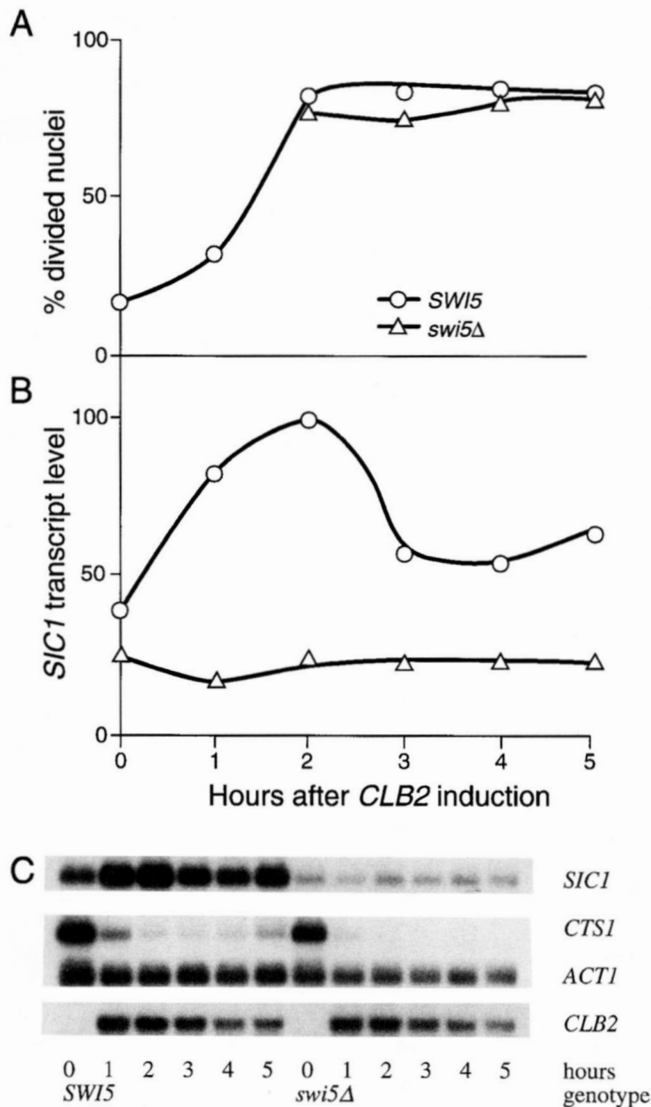 A
100
50
0
% divided nuclei
SWI5
swi5Δ
B
100
50
0
SIC1 transcript level
0 1 2 3 4 5
Hours after CLB2 induction
C
SIC1
CTS1
ACT1
CLB2
0 1 2 3 4 5 0 1 2 3 4 5 hours
SWI5 swi5Δ genotype